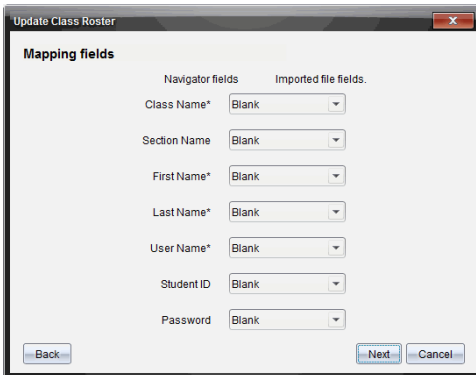 Update Class Roster
Mapping fields
Navigator fields Imported file fields.
Class Name* Blank
Section Name Blank
First Name* Blank
Last Name* Blank
User Name* Blank
Student ID Blank
Password Blank
Back Next Cancel